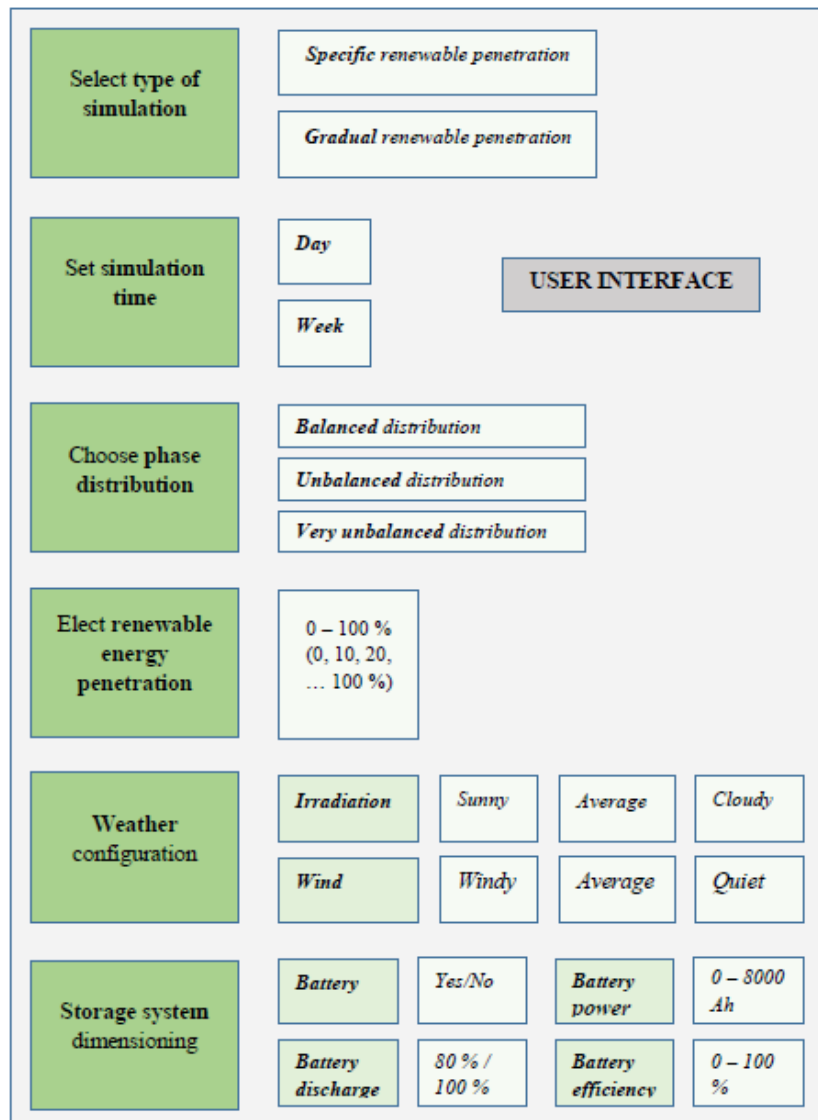 Select type of
simulation
Specific renewable penetration
Gradual renewable penetration
Set simulation
time
Day
Week
USER INTERFACE
Choose phase
distribution
Balanced distribution
Unbalanced distribution
Very unbalanced distribution
Elect renewable
energy
penetration
0 – 100 %
(0, 10, 20,
… 100 %)
Weather
configuration
Irradiation
Sunny
Average
Cloudy
Wind
Windy
Average
Quiet
Storage system
dimensioning
Battery
Yes/No
Battery
power
0 – 8000
Ah
Battery
discharge
80 % /
100 %
Battery
efficiency
0 – 100
%